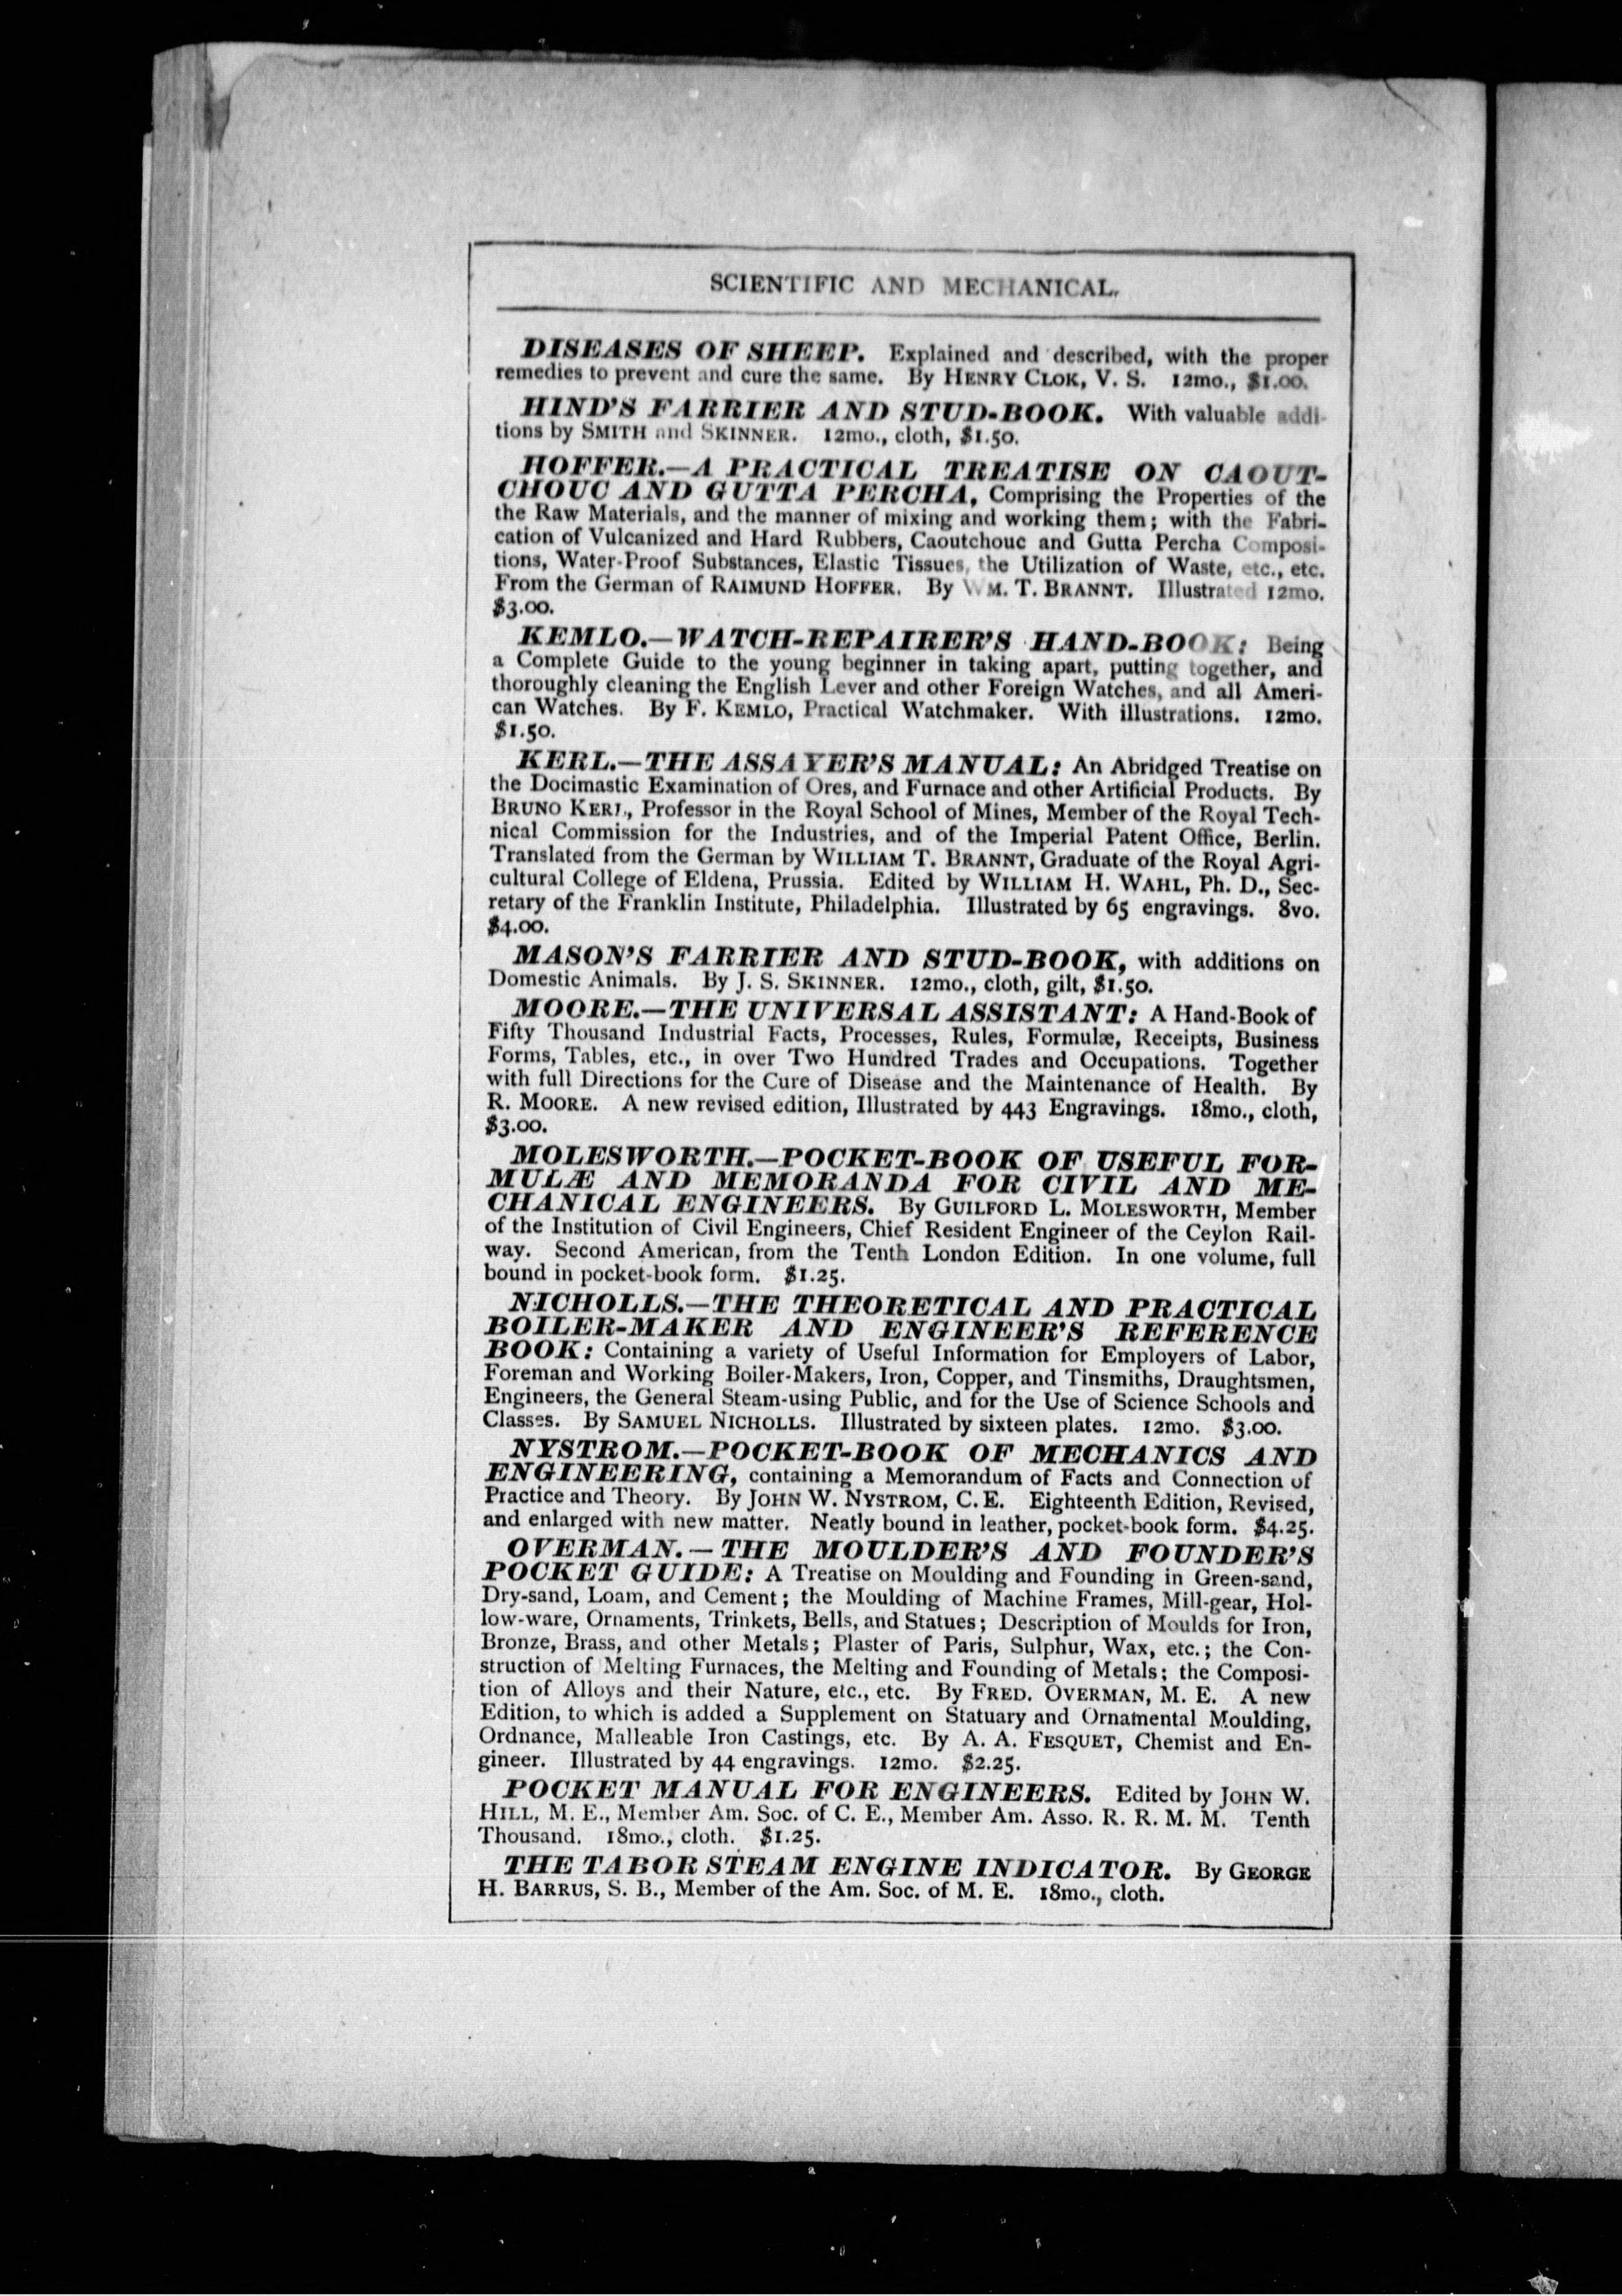 SCIENTIFIC AND MECHANICAL.
DISEASES OF SHEEP. Explained and described, with the proper
remedies to prevent and cure the same. By HENRY CLOK, V. S. 12mo., $1.00.
HIND'S FARRIER AND STUD-BOOK. With valuable addi-
tions by SMITH and SKINNER. 12mo., cloth, $1.50.
HOFFER.—A PRACTICAL TREATISE ON CAOUT-
CHOUC AND GUTTA PERCHA, Comprising the Properties of the
the Raw Materials, and the manner of mixing and working them; with the Fabri-
cation of Vulcanized and Hard Rubbers, Caoutchouc and Gutta Percha Composi-
tions, Water-Proof Substances, Elastic Tissues, the Utilization of Waste, etc., etc.
From the German of RAIMUND HOFFER. By WM. T. BRANNT. Illustrated 12mo.
$3.00.
KEMLO.—WATCH-REPAIRER'S HAND-BOOK: Being
a Complete Guide to the young beginner in taking apart, putting together, and
thoroughly cleaning the English Lever and other Foreign Watches, and all Ameri-
can Watches. By F. KEMLO, Practical Watchmaker. With illustrations. 12mo.
$1.50.
KERL.—THE ASSAYER'S MANUAL: An Abridged Treatise on
the Docimastic Examination of Ores, and Furnace and other Artificial Products. By
BRUNO KERL, Professor in the Royal School of Mines, Member of the Royal Tech-
nical Commission for the Industries, and of the Imperial Patent Office, Berlin.
Translated from the German by WILLIAM T. BRANNT, Graduate of the Royal Agri-
cultural College of Eldena, Prussia. Edited by WILLIAM H. WAHL, Ph. D., Sec-
retary of the Franklin Institute, Philadelphia. Illustrated by 65 engravings. 8vo.
$4.00.
MASON'S FARRIER AND STUD-BOOK, with additions on
Domestic Animals. By J. S. SKINNER. 12mo., cloth, gilt, $1.50.
MOORE.—THE UNIVERSAL ASSISTANT: A Hand-Book of
Fifty Thousand Industrial Facts, Processes, Rules, Formulæ, Receipts, Business
Forms, Tables, etc., in over Two Hundred Trades and Occupations. Together
with full Directions for the Cure of Disease and the Maintenance of Health. By
R. MOORE. A new revised edition, Illustrated by 443 Engravings. 18mo., cloth,
$3.00.
MOLESWORTH.—POCKET-BOOK OF USEFUL FOR-
MULÆ AND MEMORANDA FOR CIVIL AND ME-
CHANICAL ENGINEERS. By GUILFORD L. MOLESWORTH, Member
of the Institution of Civil Engineers, Chief Resident Engineer of the Ceylon Rail-
way. Second American, from the Tenth London Edition. In one volume, full
bound in pocket-book form. $1.25.
NICHOLLS.—THE THEORETICAL AND PRACTICAL
BOILER-MAKER AND ENGINEER'S REFERENCE
BOOK: Containing a variety of Useful Information for Employers of Labor,
Foreman and Working Boiler-Makers, Iron, Copper, and Tinsmiths, Draughtsmen,
Engineers, the General Steam-using Public, and for the Use of Science Schools and
Classes. By SAMUEL NICHOLLS. Illustrated by sixteen plates. 12mo. $3.00.
NYSTROM.—POCKET-BOOK OF MECHANICS AND
ENGINEERING, containing a Memorandum of Facts and Connection of
Practice and Theory. By JOHN W. NYSTROM, C. E. Eighteenth Edition, Revised,
and enlarged with new matter. Neatly bound in leather, pocket-book form. $4.25.
OVERMAN.—THE MOULDER'S AND FOUNDER'S
POCKET GUIDE: A Treatise on Moulding and Founding in Green-sand,
Dry-sand, Loam, and Cement; the Moulding of Machine Frames, Mill-gear, Hol-
low-ware, Ornaments, Trinkets, Bells, and Statues; Description of Moulds for Iron,
Bronze, Brass, and other Metals; Plaster of Paris, Sulphur, Wax, etc.; the Con-
struction of Melting Furnaces, the Melting and Founding of Metals; the Composi-
tion of Alloys and their Nature, etc., etc. By FRED. OVERMAN, M. E. A new
Edition, to which is added a Supplement on Statuary and Ornamental Moulding,
Ordnance, Malleable Iron Castings, etc. By A. A. FESQUET, Chemist and En-
gineer. Illustrated by 44 engravings. 12mo. $2.25.
POCKET MANUAL FOR ENGINEERS. Edited by JOHN W.
HILL, M. E., Member Am. Soc. of C. E., Member Am. Asso. R. R. M. M. Tenth
Thousand. 18mo., cloth. $1.25.
THE TABOR STEAM ENGINE INDICATOR. By GEORGE
H. BARRUS, S. B., Member of the Am. Soc. of M. E. 18mo., cloth.